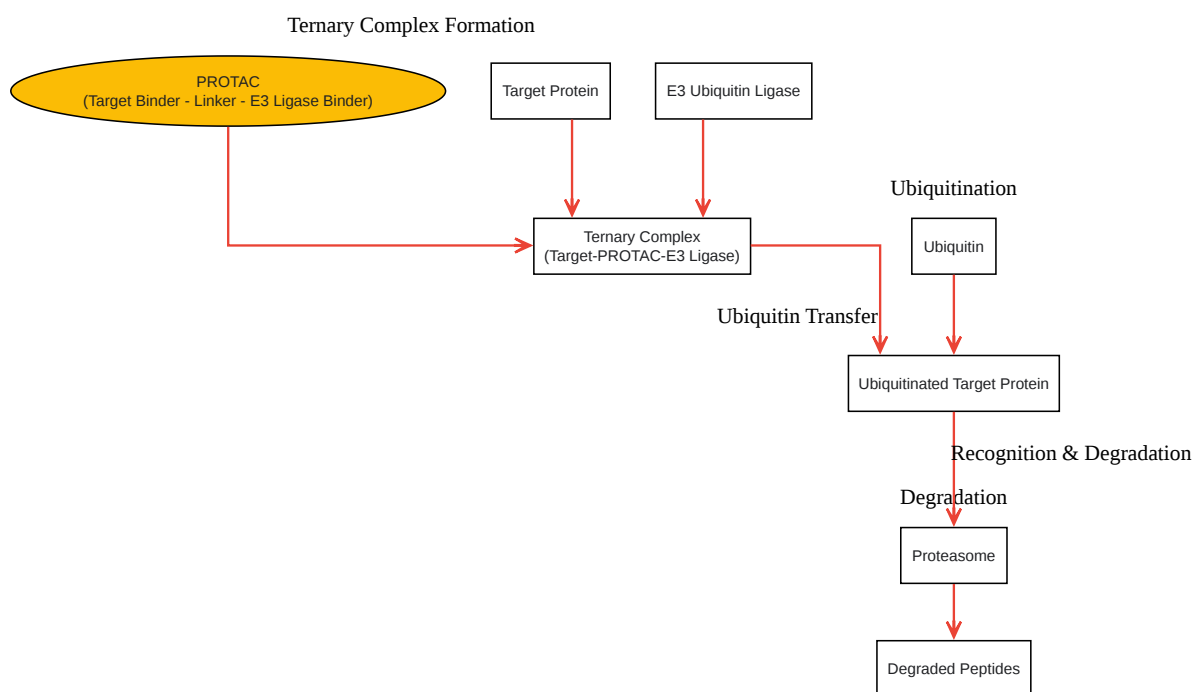 Ternary Complex Formation
PROTAC
(Target Binder - Linker - E3 Ligase Binder)
Target Protein
E3 Ubiquitin Ligase
Ubiquitination
Ternary Complex
(Target-PROTAC-E3 Ligase)
Ubiquitin
Ubiquitin Transfer
Ubiquitinated Target Protein
Recognition & Degradation
Degradation
Proteasome
Degraded Peptides